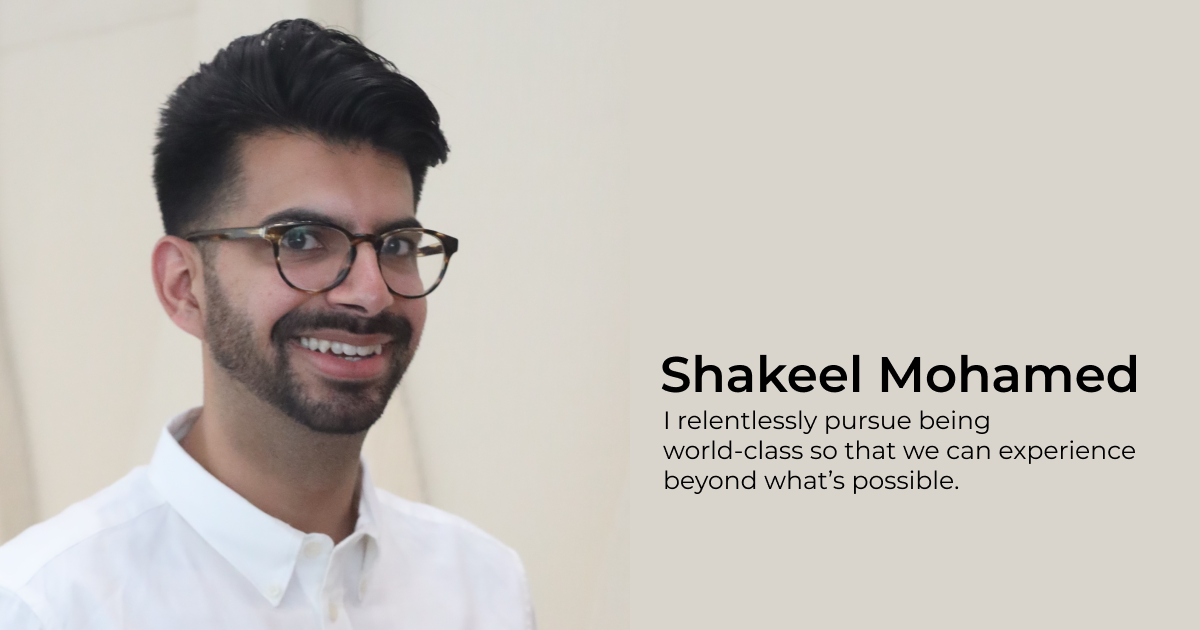 Shakeel Mohamed
I relentlessly pursue being
world-class so that we can experience
beyond what’s possible.